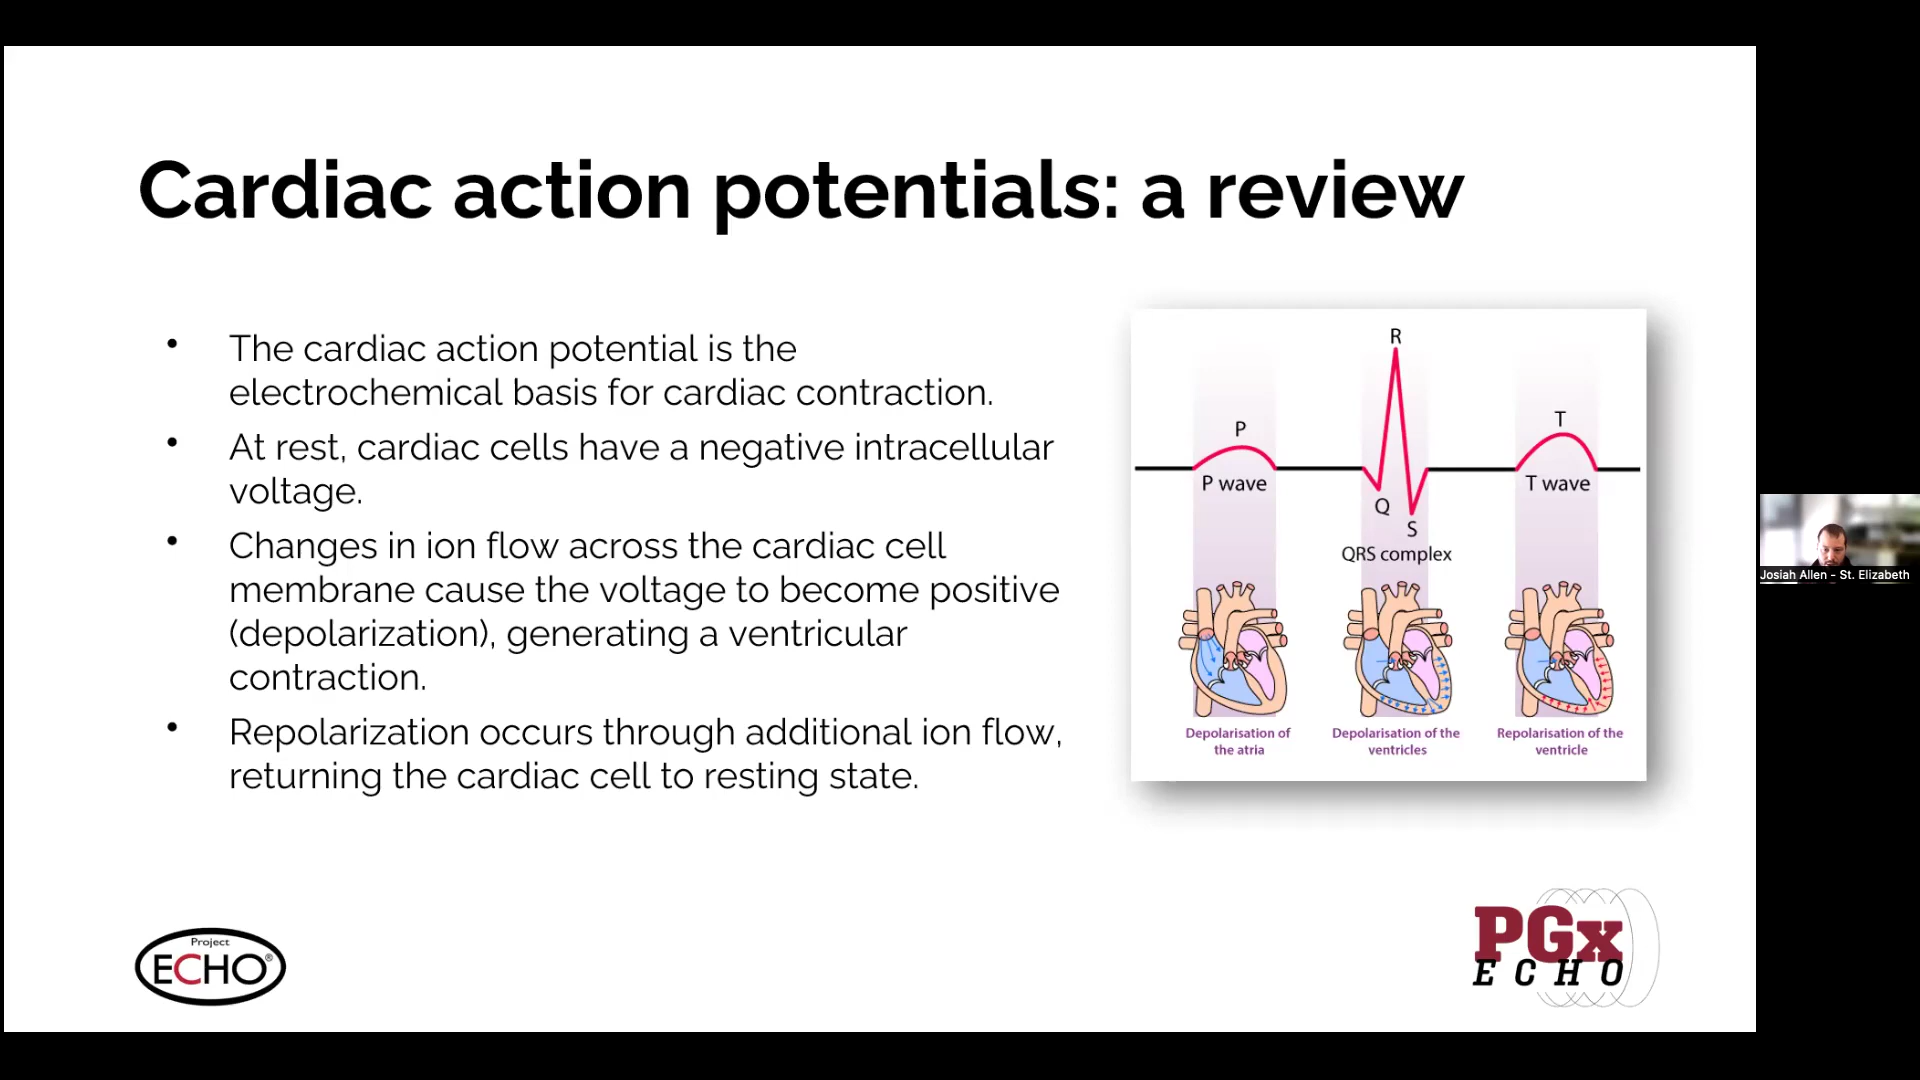 Cardiac action potentials: a review
• The cardiac action potential is the
electrochemical basis for cardiac contraction.
• At rest, cardiac cells have a negative intracellular
voltage.
• Changes in ion flow across the cardiac cell
membrane cause the voltage to become positive
(depolarization), generating a ventricular
contraction.
• Repolarization occurs through additional ion flow,
returning the cardiac cell to resting state.
R
P
T
P wave
T wave
Q
S
QRS complex
Depolarisation of
the atria
Depolarisation of the
ventricles
Repolarisation of the
ventricle
Josiah Allen - St. Elizabeth
Project
ECHO®
PGx
ECHO